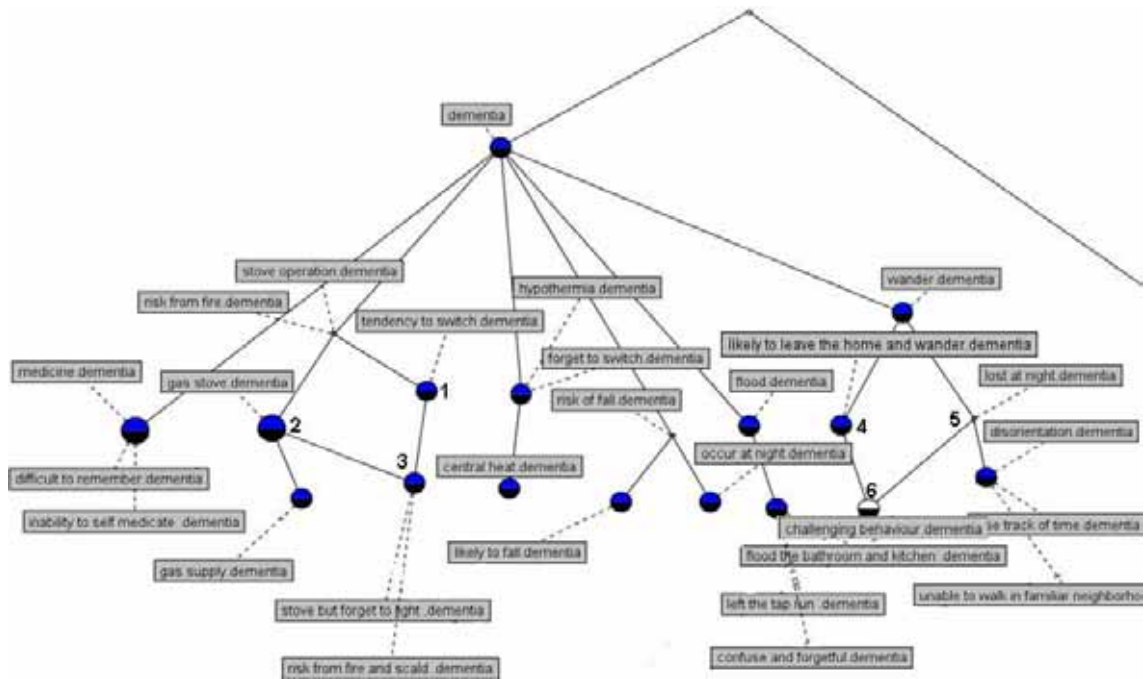 dementia
stove operation.dementia
wander.dementia
hypothermia.dementia
risk from fire.dementia
tendency to switch.dementia
likely to leave the home and wander.dementia
forget to switch.dementia
medicine.dementia
gas stove.dementia
flood.dementia
lost at night.dementia
1
risk of fall.dementia
5
2
4
disorientation.dementia
3
central heat.dementia
occur at night.dementia
difficult to remember.dementia
6
inability to self medicate .dementia
challenging behaviour.dementia
track of time.dementia
likely to fall.dementia
flood the bathroom and kitchen .dementia
gas supply.dementia
unable to walk in familiar neighborho
stove but forget to light .dementia
left the tap run .dementia
risk from fire and scald .dementia
confuse and forgetful.dementia